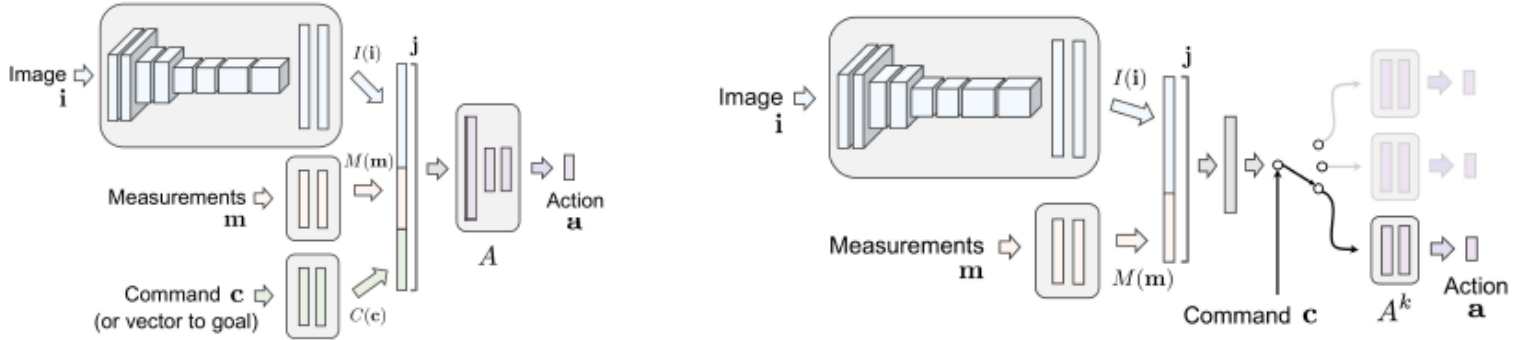 Image
i
I(i)
j
Measurements
m
M(m)
Command c
(or vector to goal)
C(c)
A
Action
a
Image
i
I(i)
j
Measurements
m
M(m)
Command c
A^k
Action
a